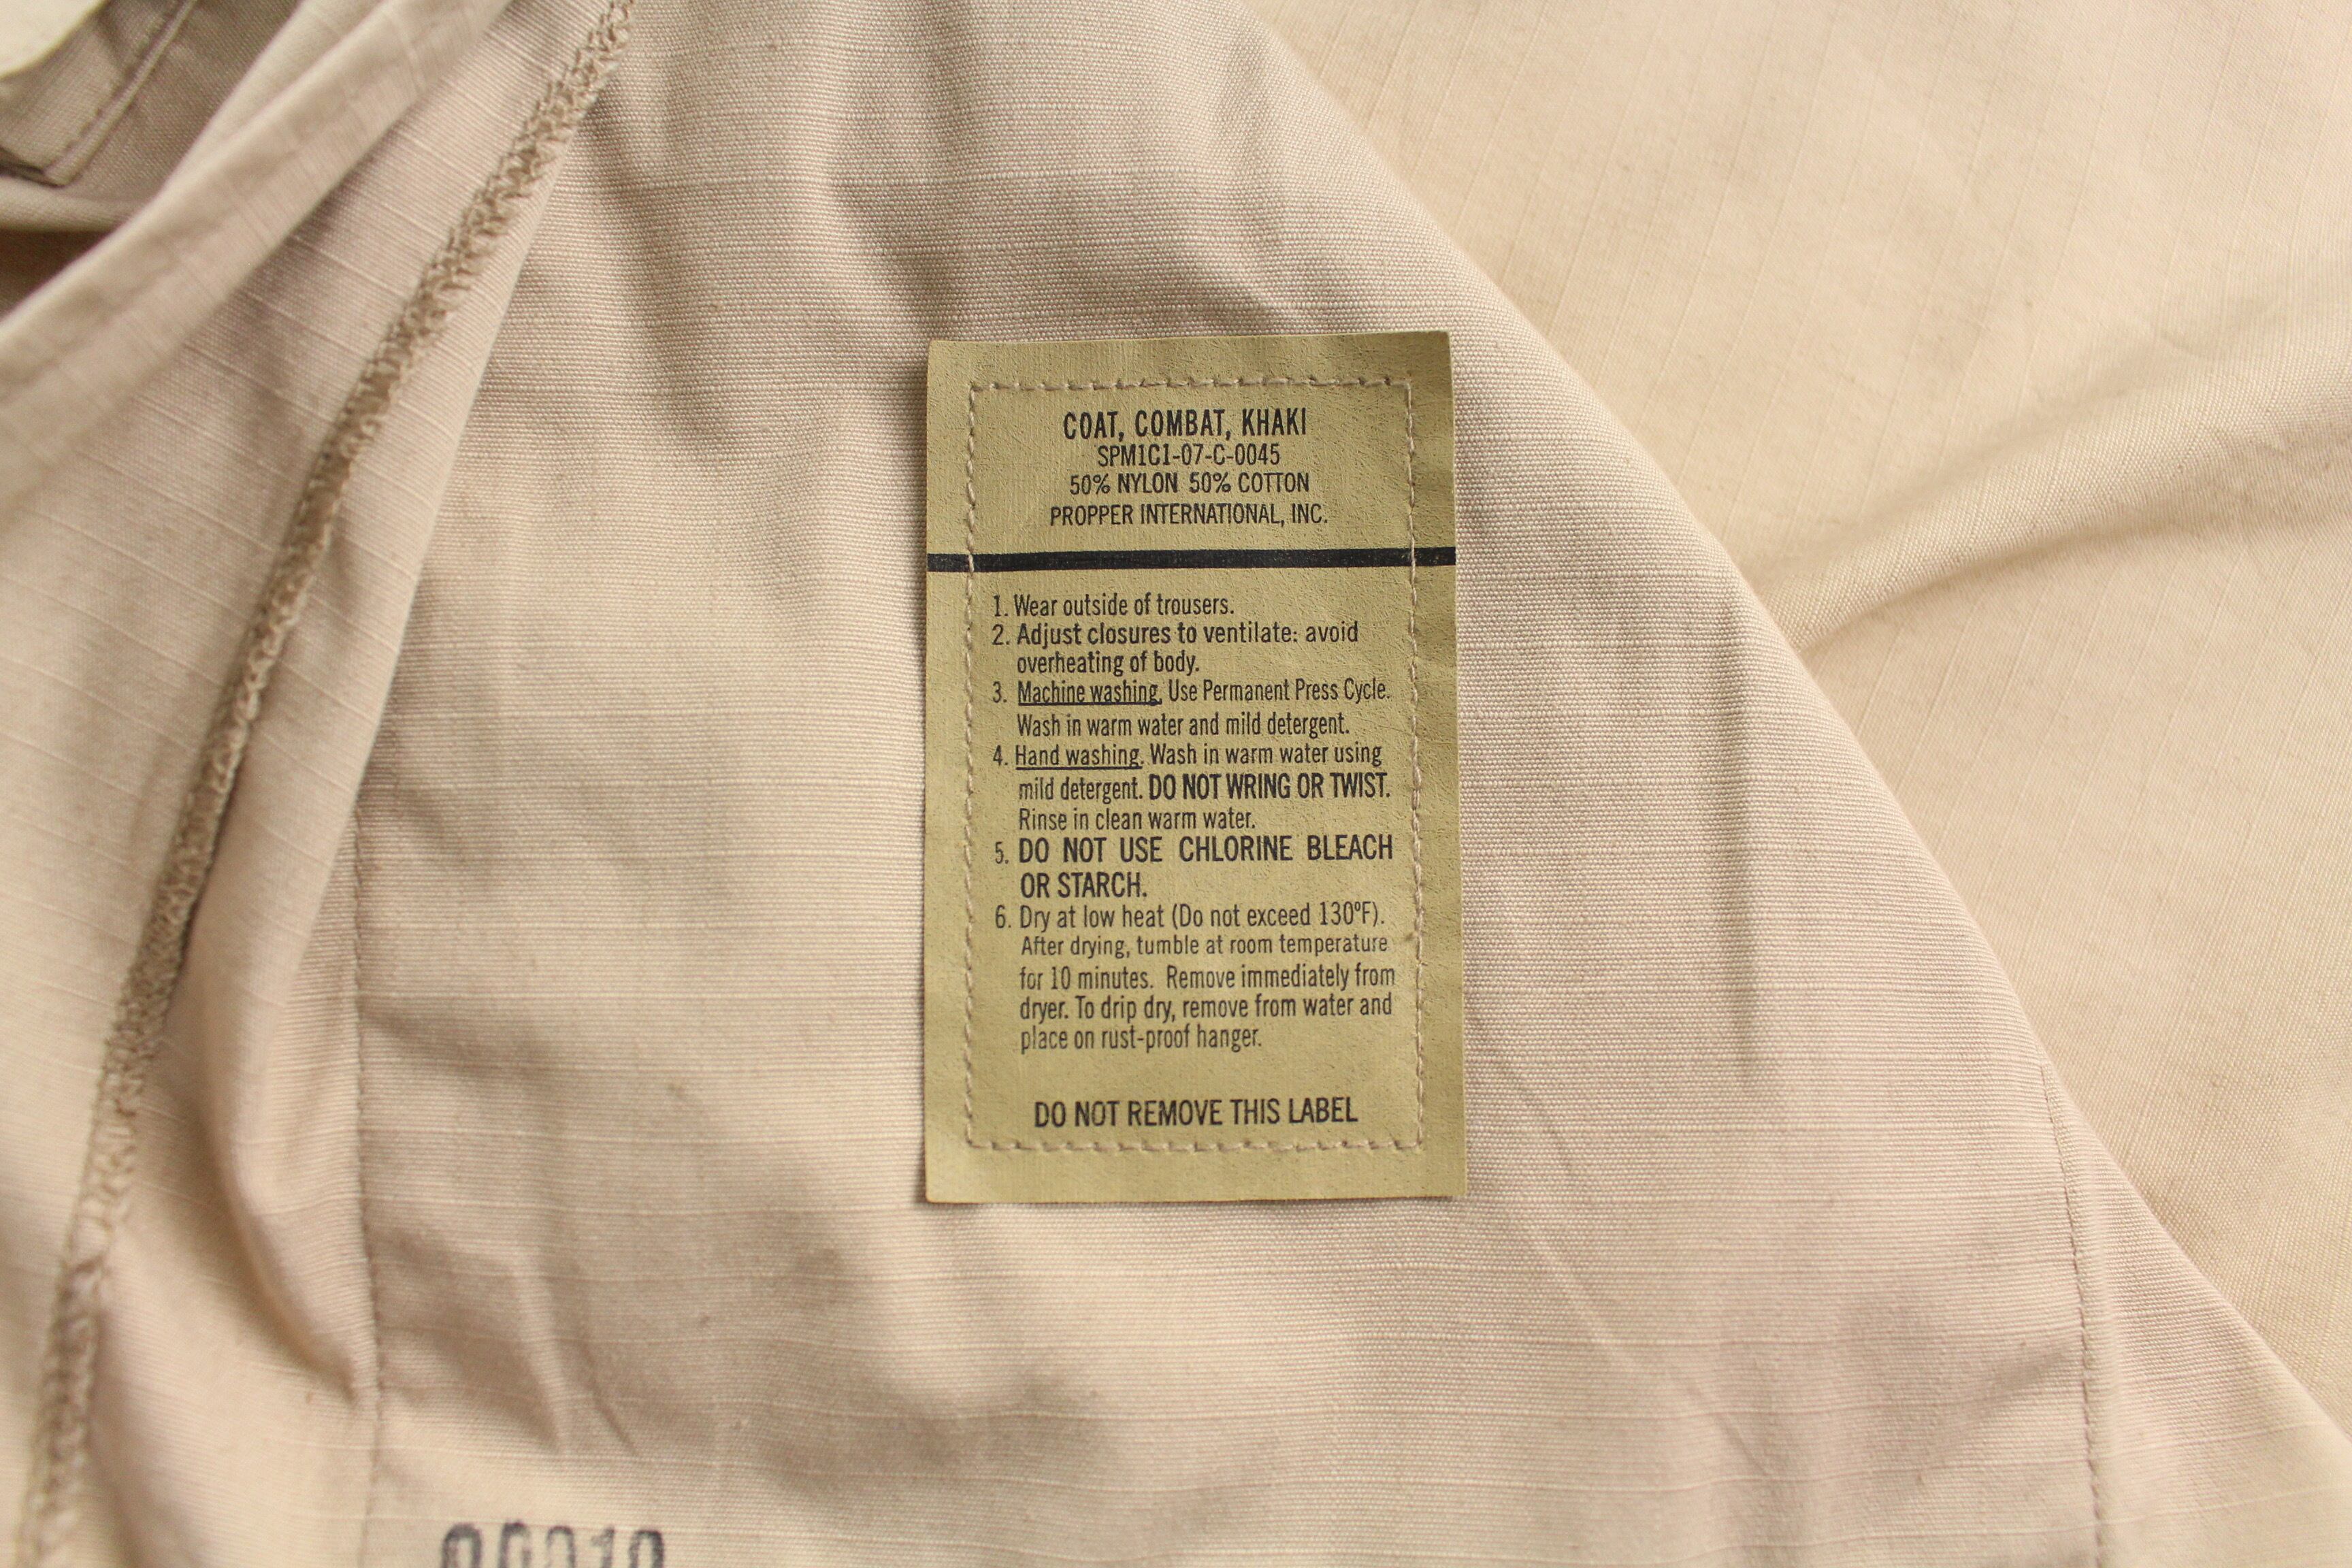 COAT, COMBAT, KHAKI
SPM1C1-07-C-0045
50% NYLON 50% COTTON
PROPPER INTERNATIONAL, INC.
1. Wear outside of trousers.
2. Adjust closures to ventilate: avoid
overheating of body.
3. Machine washing. Use Permanent Press Cycle.
Wash in warm water and mild detergent.
4. Hand washing. Wash in warm water using
mild detergent. DO NOT WRING OR TWIST.
Rinse in clean warm water.
5. DO NOT USE CHLORINE BLEACH
OR STARCH.
6. Dry at low heat (Do not exceed 130°F).
After drying, tumble at room temperature
for 10 minutes. Remove immediately from
dryer. To drip dry, remove from water and
place on rust-proof hanger.
DO NOT REMOVE THIS LABEL